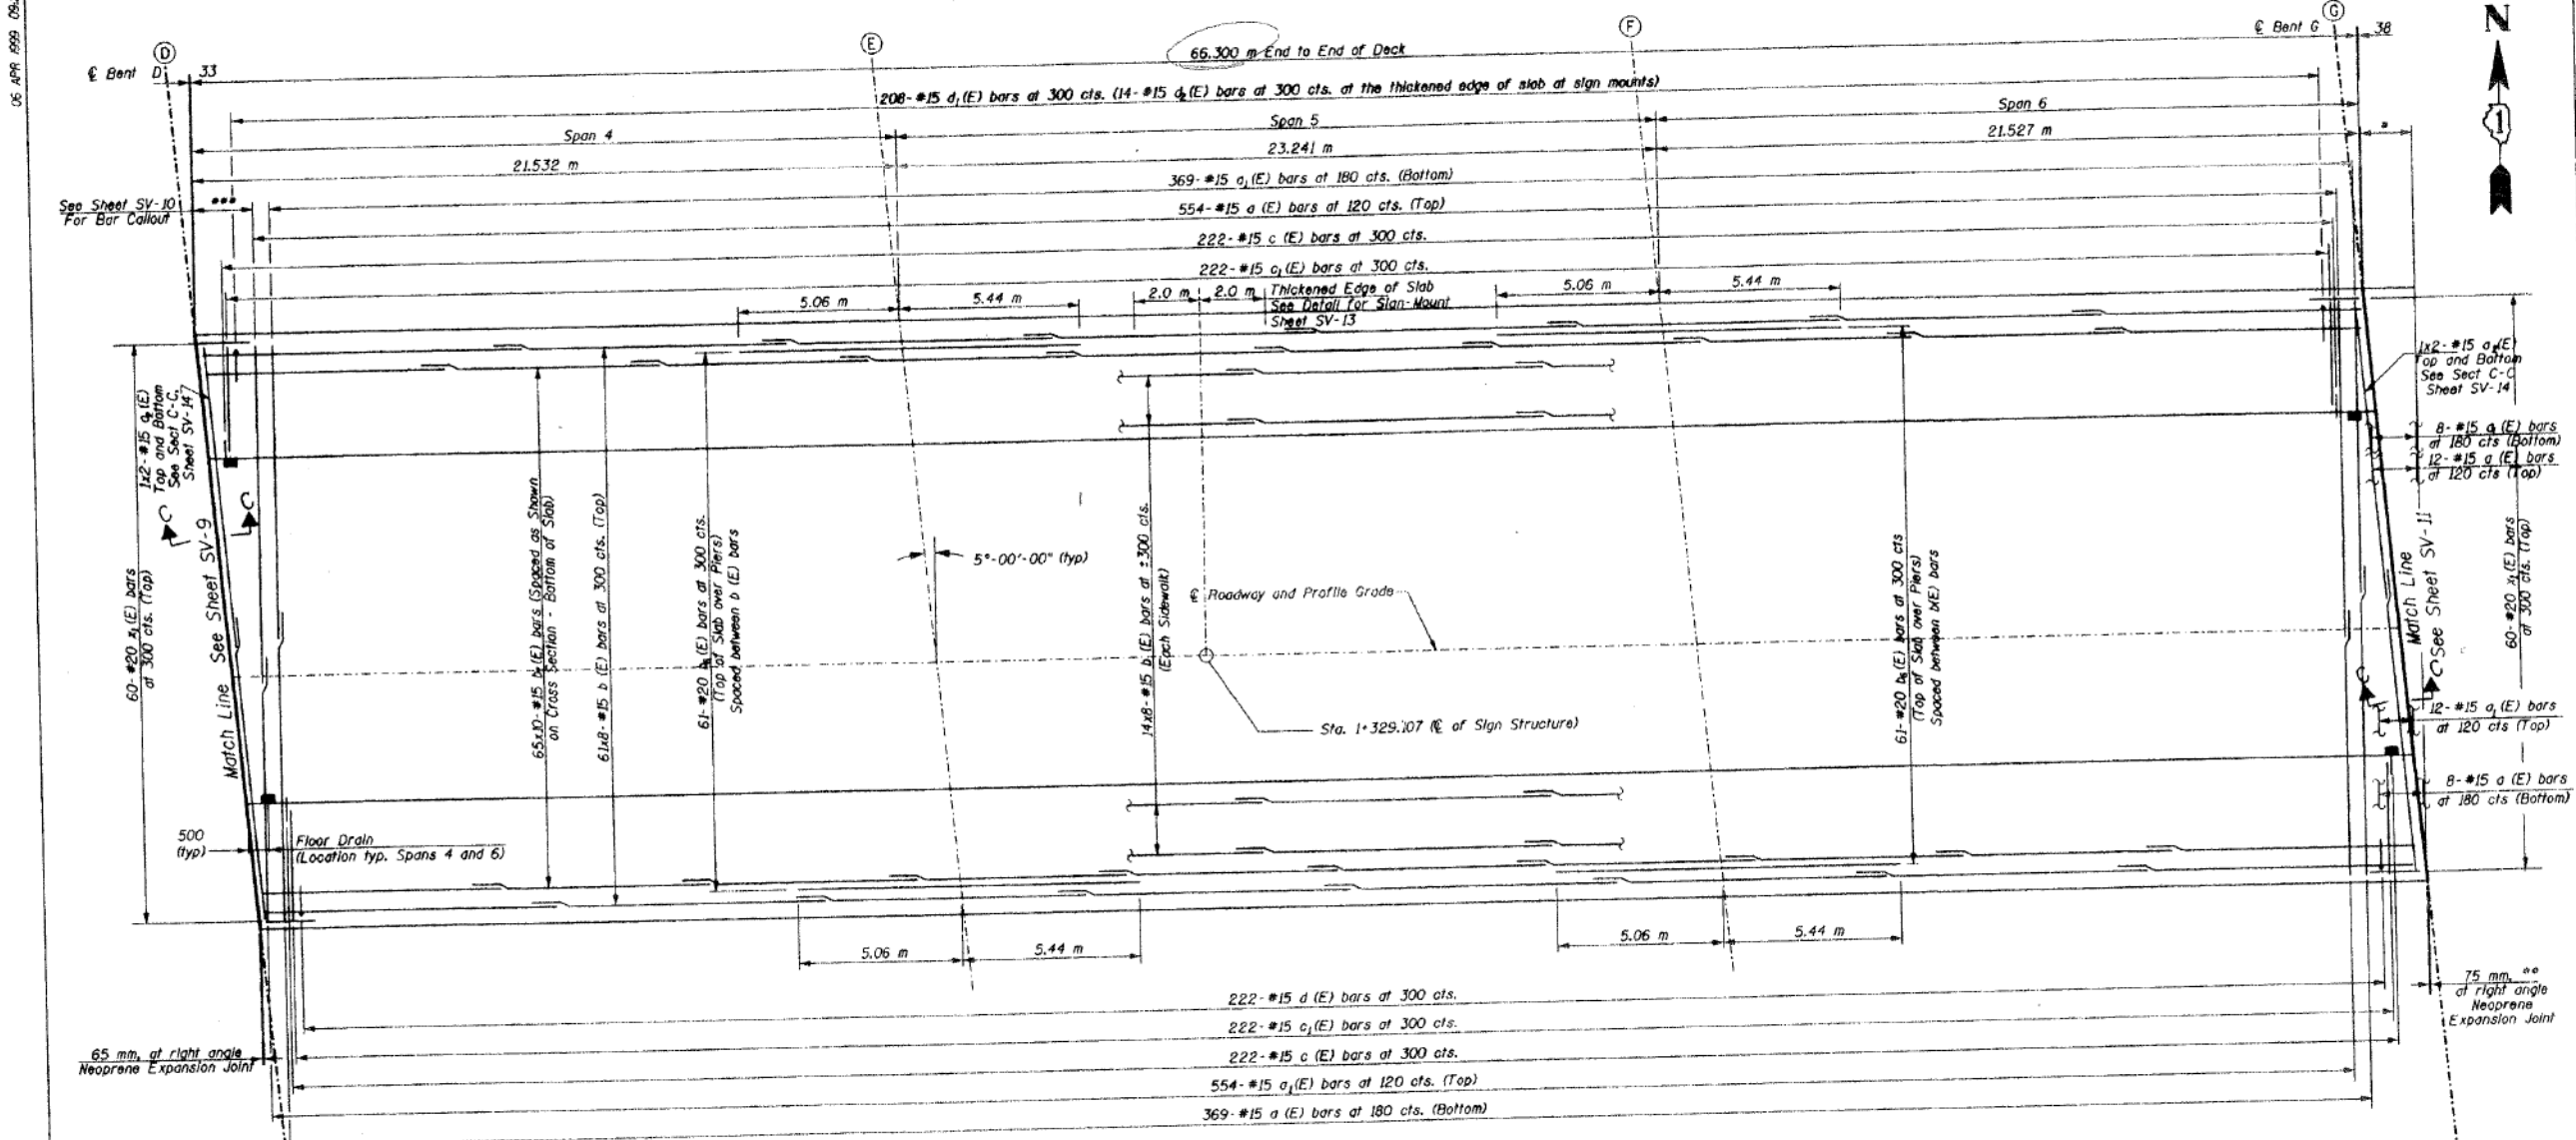 06 APR 1999 09:
D
E
F
G
N
1
℄ Bent D
33
66.300 m End to End of Deck
℄ Bent G
38
208-#15 d₁(E) bars at 300 cts. (14-#15 d₂(E) bars at 300 cts. at the thickened edge of slab at sign mounts)
Span 4
Span 5
Span 6
21.532 m
23.241 m
21.527 m
*
369-#15 a₁(E) bars at 180 cts. (Bottom)
See Sheet SV-10
For Bar Callout
***
554-#15 a (E) bars at 120 cts. (Top)
222-#15 c (E) bars at 300 cts.
222-#15 c₁(E) bars at 300 cts.
5.06 m
5.44 m
2.0 m
2.0 m
Thickened Edge of Slab
See Detail for Sign-Mount
Sheet SV-13
5.06 m
5.44 m
1x2-#15 (E)
Top and Bottom
See Sect C-C,
Sheet SV-14
60-#20 x₁(E) bars
at 300 cts. (Top)
Match Line See Sheet SV-9
C
C
65x10-#15 (E) bars (Spaced as Shown
on Cross Section - Bottom of Slab)
61x8-#15 b (E) bars at 300 cts. (Top)
61-#20 (E) bars at 300 cts.
(Top of Slab over Piers)
Spaced between b (E) bars
5°-00'-00" (typ)
14x8-#15 b₁(E) bars at ±300 cts.
(Each Sidewalk)
Roadway and Profile Grade
Sta. 1+329.107 (℄ of Sign Structure)
61-#20 b₆(E) bars at 300 cts
(Top of Slab over Piers)
Spaced between b(E) bars
1x2-#15 (E)
Top and Bottom
See Sect C-C
Sheet SV-14
8-#15 (E) bars
at 180 cts (Bottom)
12-#15 a (E) bars
at 120 cts (Top)
Match Line
See Sheet SV-11
C
C
60-#20 x₁(E) bars
at 300 cts. (Top)
12-#15 a₁(E) bars
at 120 cts (Top)
8-#15 a (E) bars
at 180 cts (Bottom)
500
(typ)
Floor Drain
(Location typ. Spans 4 and 6)
5.06 m
5.44 m
5.06 m
5.44 m
222-#15 d (E) bars at 300 cts.
222-#15 c₁(E) bars at 300 cts.
222-#15 c (E) bars at 300 cts.
554-#15 a₁(E) bars at 120 cts. (Top)
369-#15 a (E) bars at 180 cts. (Bottom)
65 mm, at right angle
Neoprene Expansion Joint
75 mm, **
at right angle
Neoprene
Expansion Joint